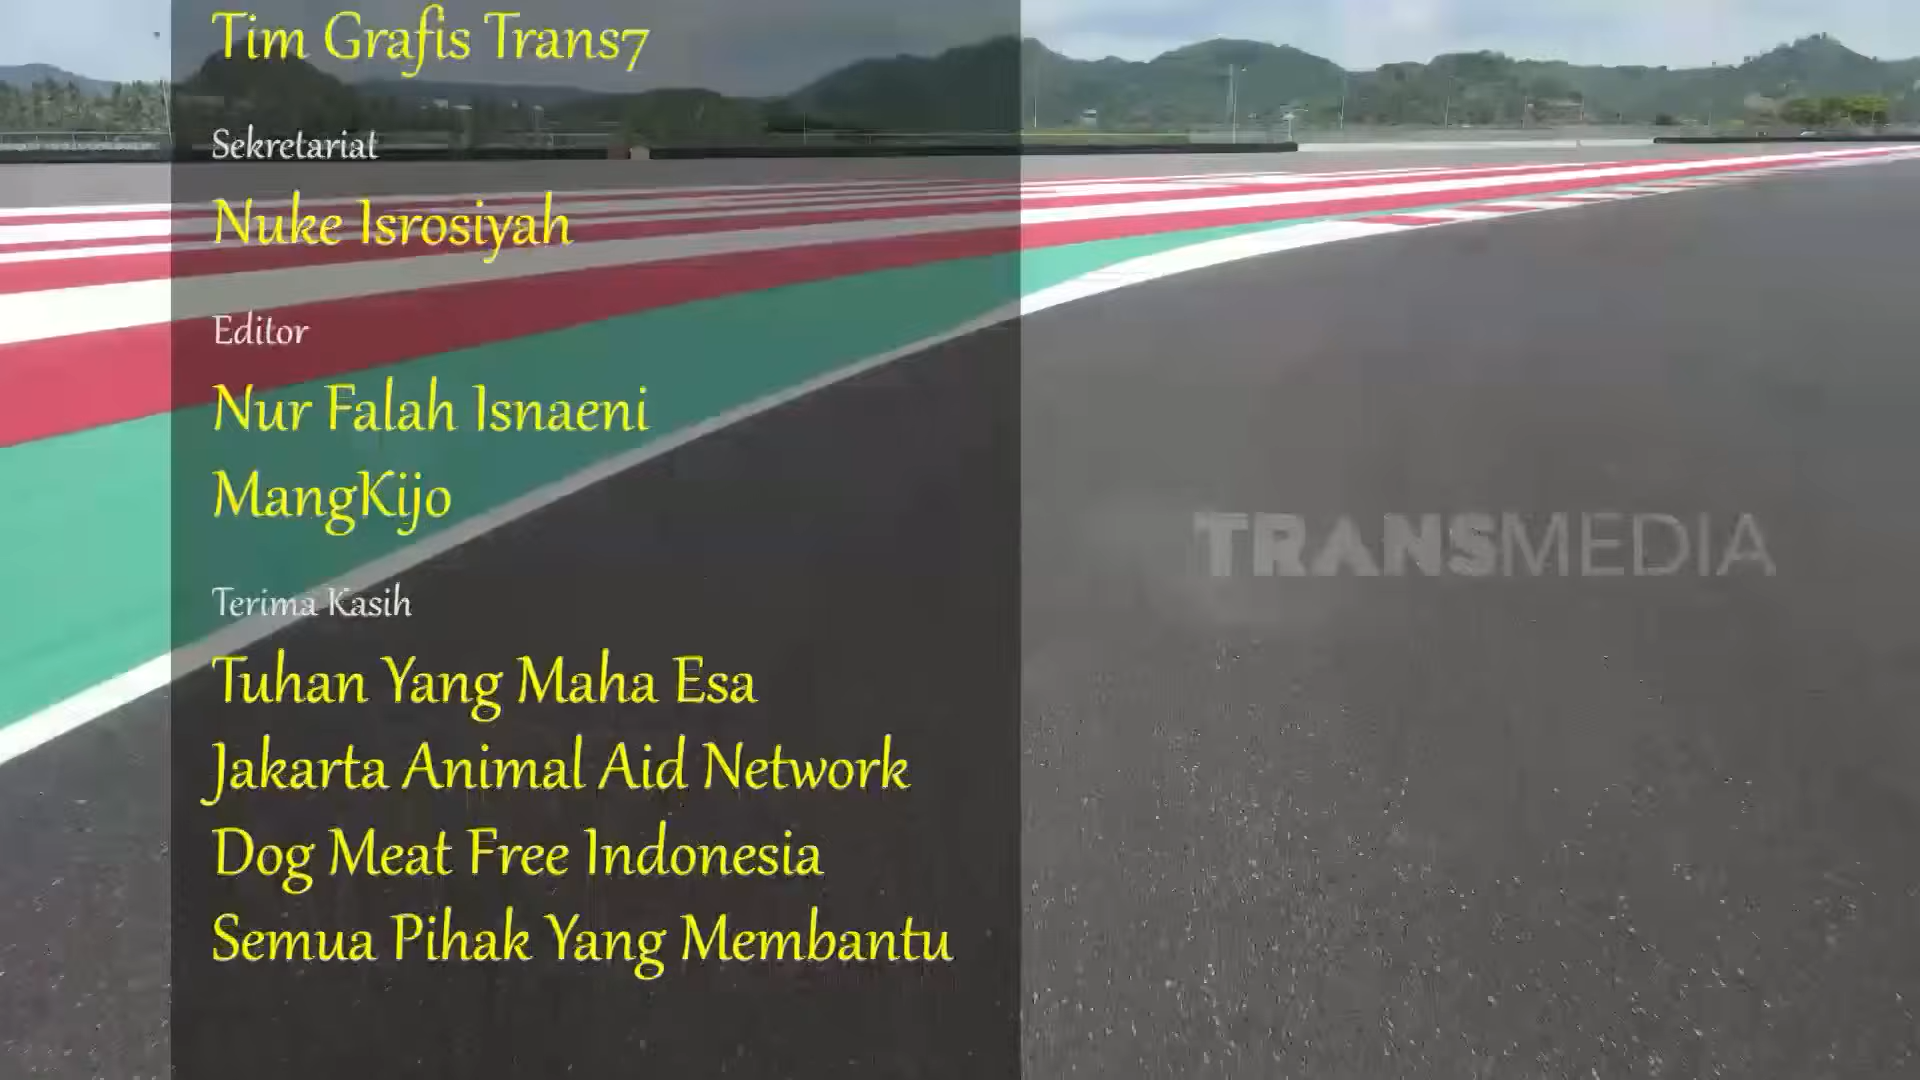 Tim Grafis Trans7
Sekretariat
Nuke Isrosiyah
Editor
Nur Falah Isnaeni
MangKijo
Terima Kasih
Tuhan Yang Maha Esa
Jakarta Animal Aid Network
Dog Meat Free Indonesia
Semua Pihak Yang Membantu
TRANSMEDIA